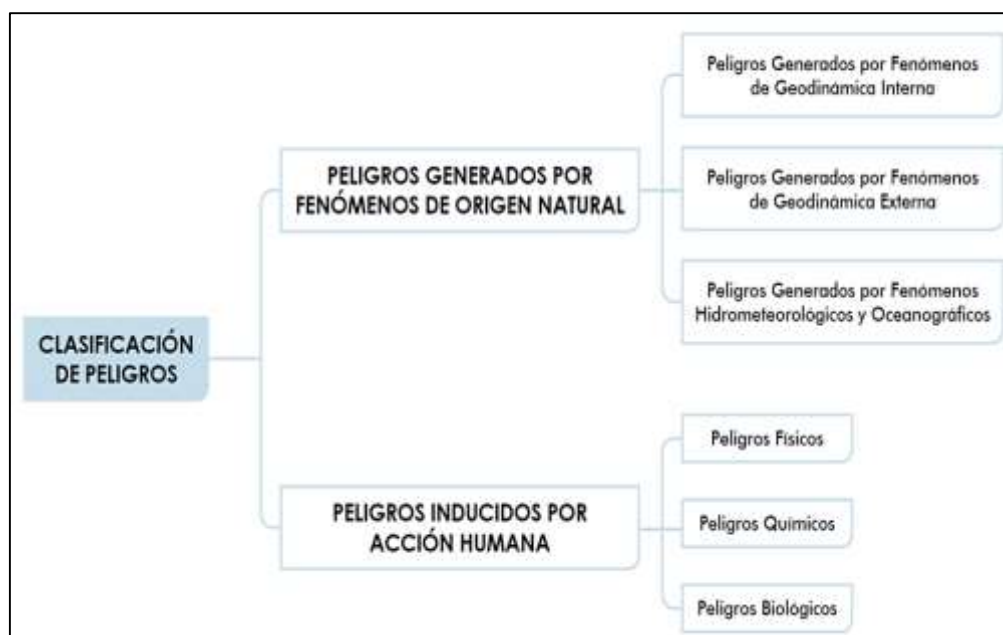 CLASIFICACIÓN
DE PELIGROS
PELIGROS GENERADOS POR
FENÓMENOS DE ORIGEN NATURAL
Peligros Generados por Fenómenos
de Geodinámica Interna
Peligros Generados por Fenómenos
de Geodinámica Externa
Peligros Generados por Fenómenos
Hidrometeorológicos y Oceanográficos
PELIGROS INDUCIDOS POR
ACCIÓN HUMANA
Peligros Físicos
Peligros Químicos
Peligros Biológicos